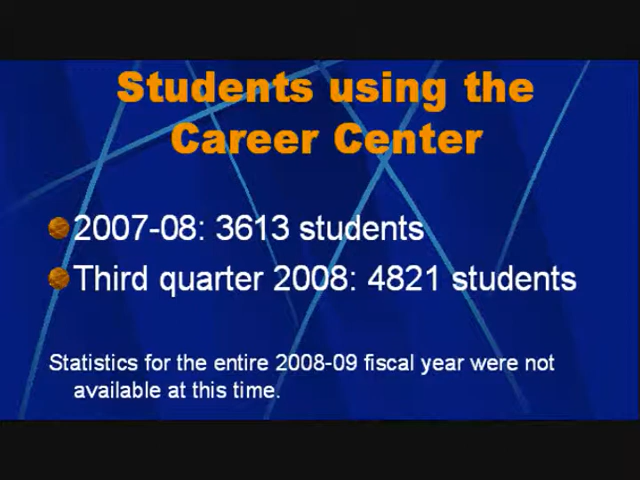 Students using the
Career Center
2007-08: 3613 students
Third quarter 2008: 4821 students
Statistics for the entire 2008-09 fiscal year were not
available at this time.